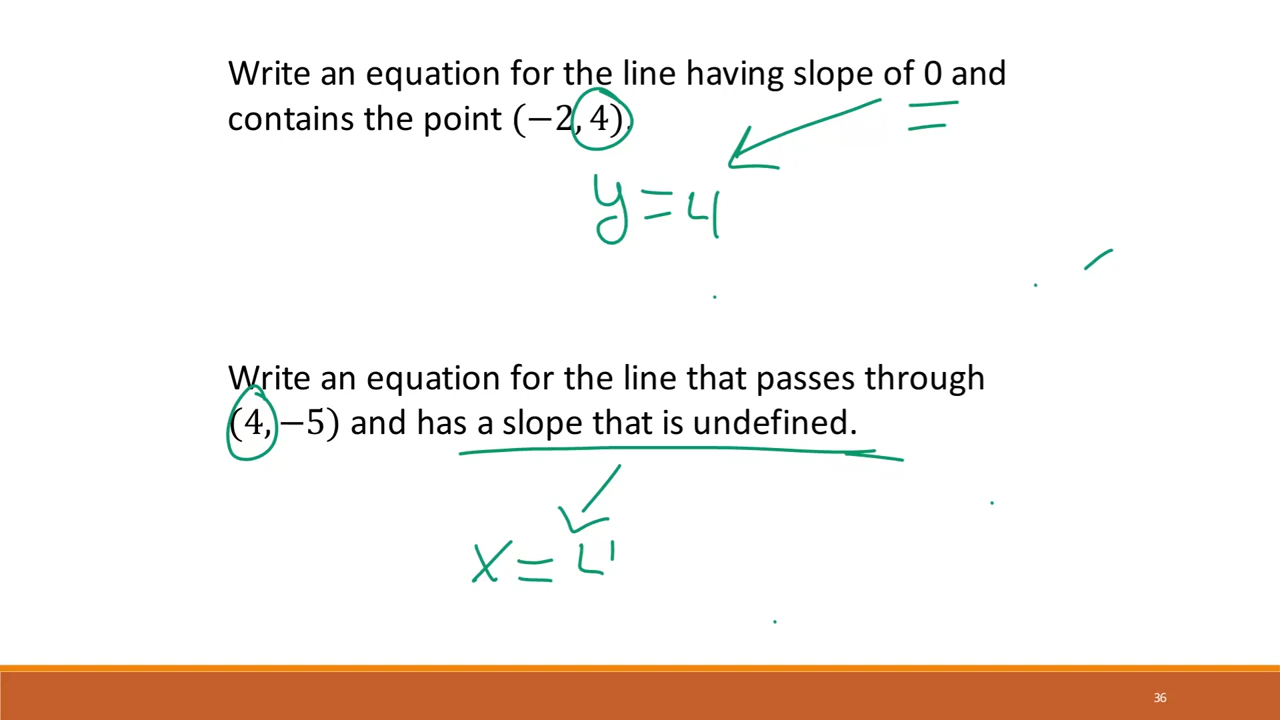 Write an equation for the line having slope of 0 and
contains the point (−2, 4).
y = 4
Write an equation for the line that passes through
(4, −5) and has a slope that is undefined.
x = 4
36